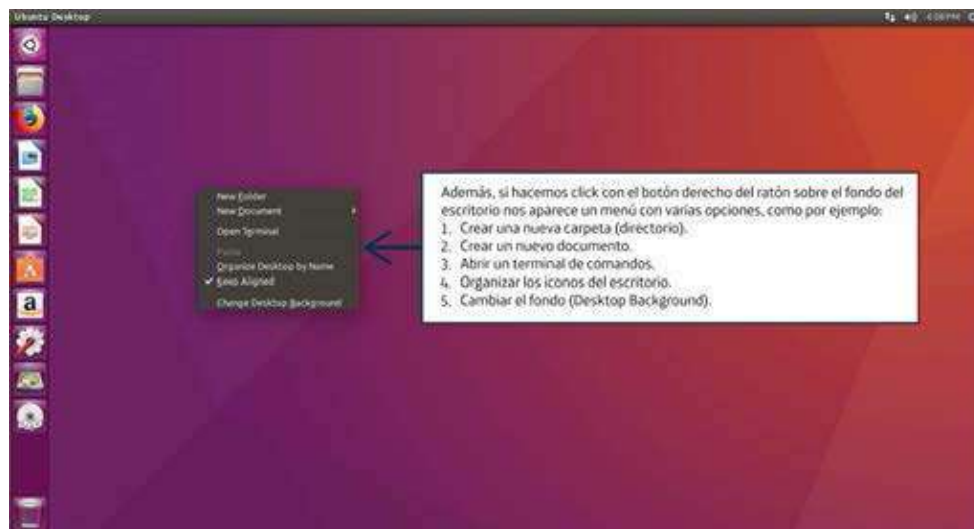 Ubuntu Desktop
New Folder
New Document
Open Terminal
Paste
Organize Desktop by Name
Keep Aligned
Change Desktop Background
Además, si hacemos click con el botón derecho del ratón sobre el fondo del
escritorio nos aparece un menú con varias opciones, como por ejemplo:
1. Crear una nueva carpeta (directorio).
2. Crear un nuevo documento.
3. Abrir un terminal de comandos.
4. Organizar los iconos del escritorio.
5. Cambiar el fondo (Desktop Background).
a